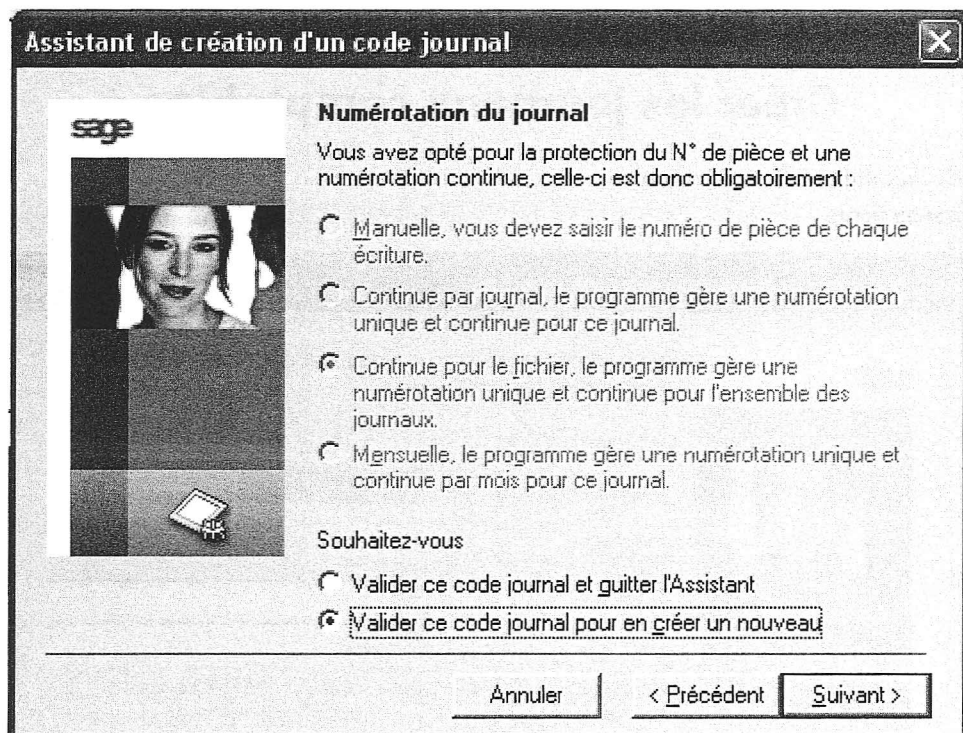 Assistant de création d'un code journal
sage
Numérotation du journal
Vous avez opté pour la protection du N° de pièce et une
numérotation continue, celle-ci est donc obligatoirement :
Manuelle, vous devez saisir le numéro de pièce de chaque
écriture.
Continue par journal, le programme gère une numérotation
unique et continue pour ce journal.
Continue pour le fichier, le programme gère une
numérotation unique et continue pour l'ensemble des
journaux.
Mensuelle, le programme gère une numérotation unique et
continue par mois pour ce journal.
Souhaitez-vous
Valider ce code journal et quitter l'Assistant
Valider ce code journal pour en créer un nouveau
Annuler
< Précédent
Suivant >